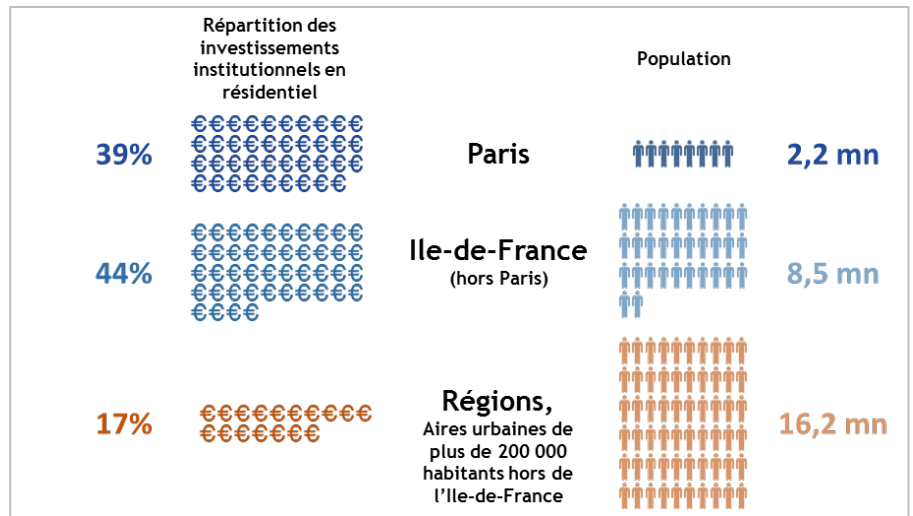 Répartition des
investissements
institutionnels en
résidentiel
Population
€€€€€€€€€€
€€€€€€€€€€
€€€€€€€€€€
€€€€€€€€€
39%
Paris
2,2 mn
€€€€€€€€€€
€€€€€€€€€€
€€€€€€€€€€
€€€€€€€€€€
€€€€
44%
Ile-de-France
(hors Paris)
8,5 mn
€€€€€€€€€€
€€€€€€€
17%
Régions,
Aires urbaines de
plus de 200 000
habitants hors de
l’Ile-de-France
16,2 mn